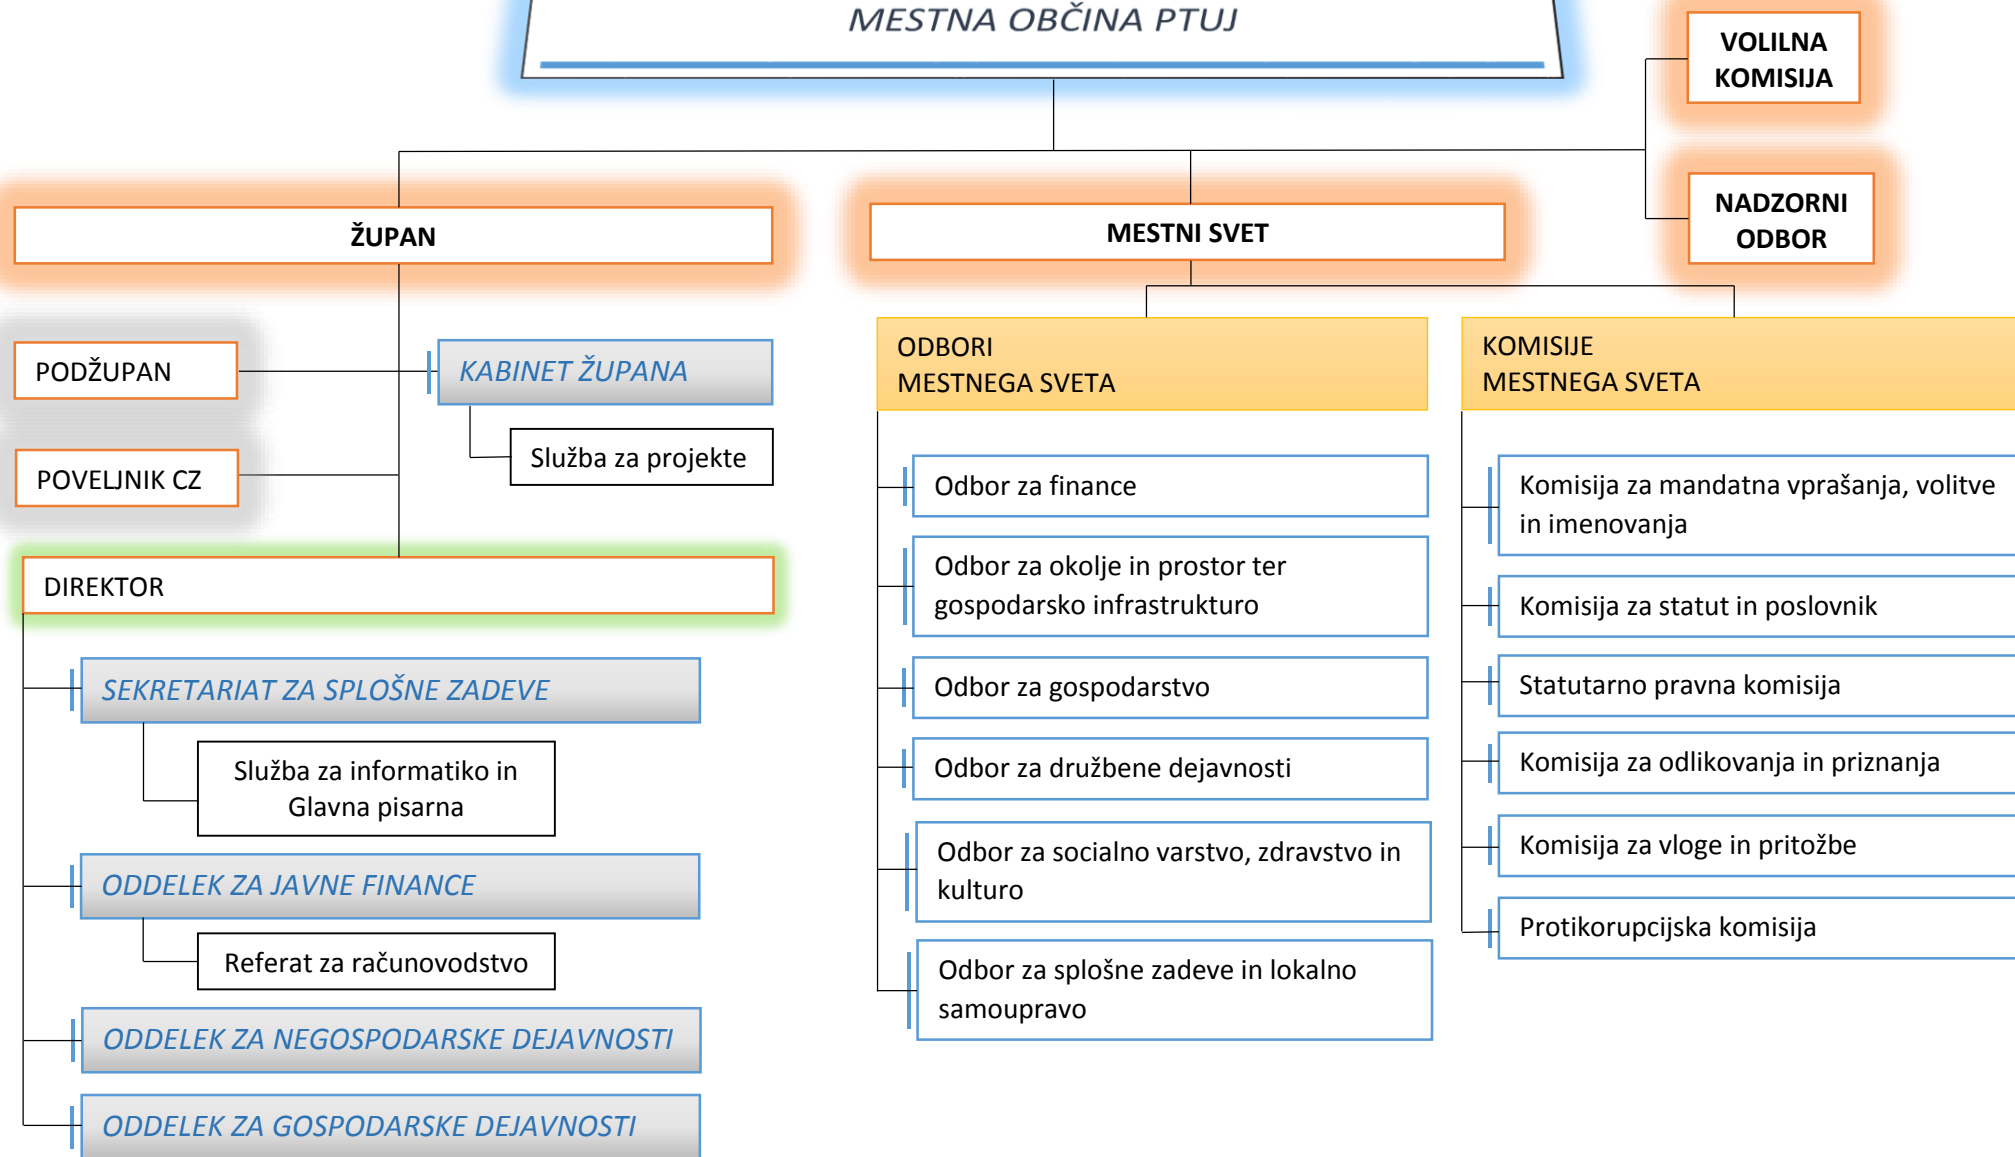 MESTNA OBČINA PTUJ
VOLILNA
KOMISIJA
NADZORNI
ODBOR
ŽUPAN
MESTNI SVET
PODŽUPAN
KABINET ŽUPANA
Služba za projekte
POVELJNIK CZ
DIREKTOR
SEKRETARIAT ZA SPLOŠNE ZADEVE
Služba za informatiko in
Glavna pisarna
ODDELEK ZA JAVNE FINANCE
Referat za računovodstvo
ODDELEK ZA NEGOSPODARSKE DEJAVNOSTI
ODDELEK ZA GOSPODARSKE DEJAVNOSTI
ODBORI
MESTNEGA SVETA
Odbor za finance
Odbor za okolje in prostor ter
gospodarsko infrastrukturo
Odbor za gospodarstvo
Odbor za družbene dejavnosti
Odbor za socialno varstvo, zdravstvo in
kulturo
Odbor za splošne zadeve in lokalno
samoupravo
KOMISIJE
MESTNEGA SVETA
Komisija za mandatna vprašanja, volitve
in imenovanja
Komisija za statut in poslovnik
Statutarno pravna komisija
Komisija za odlikovanja in priznanja
Komisija za vloge in pritožbe
Protikorupcijska komisija